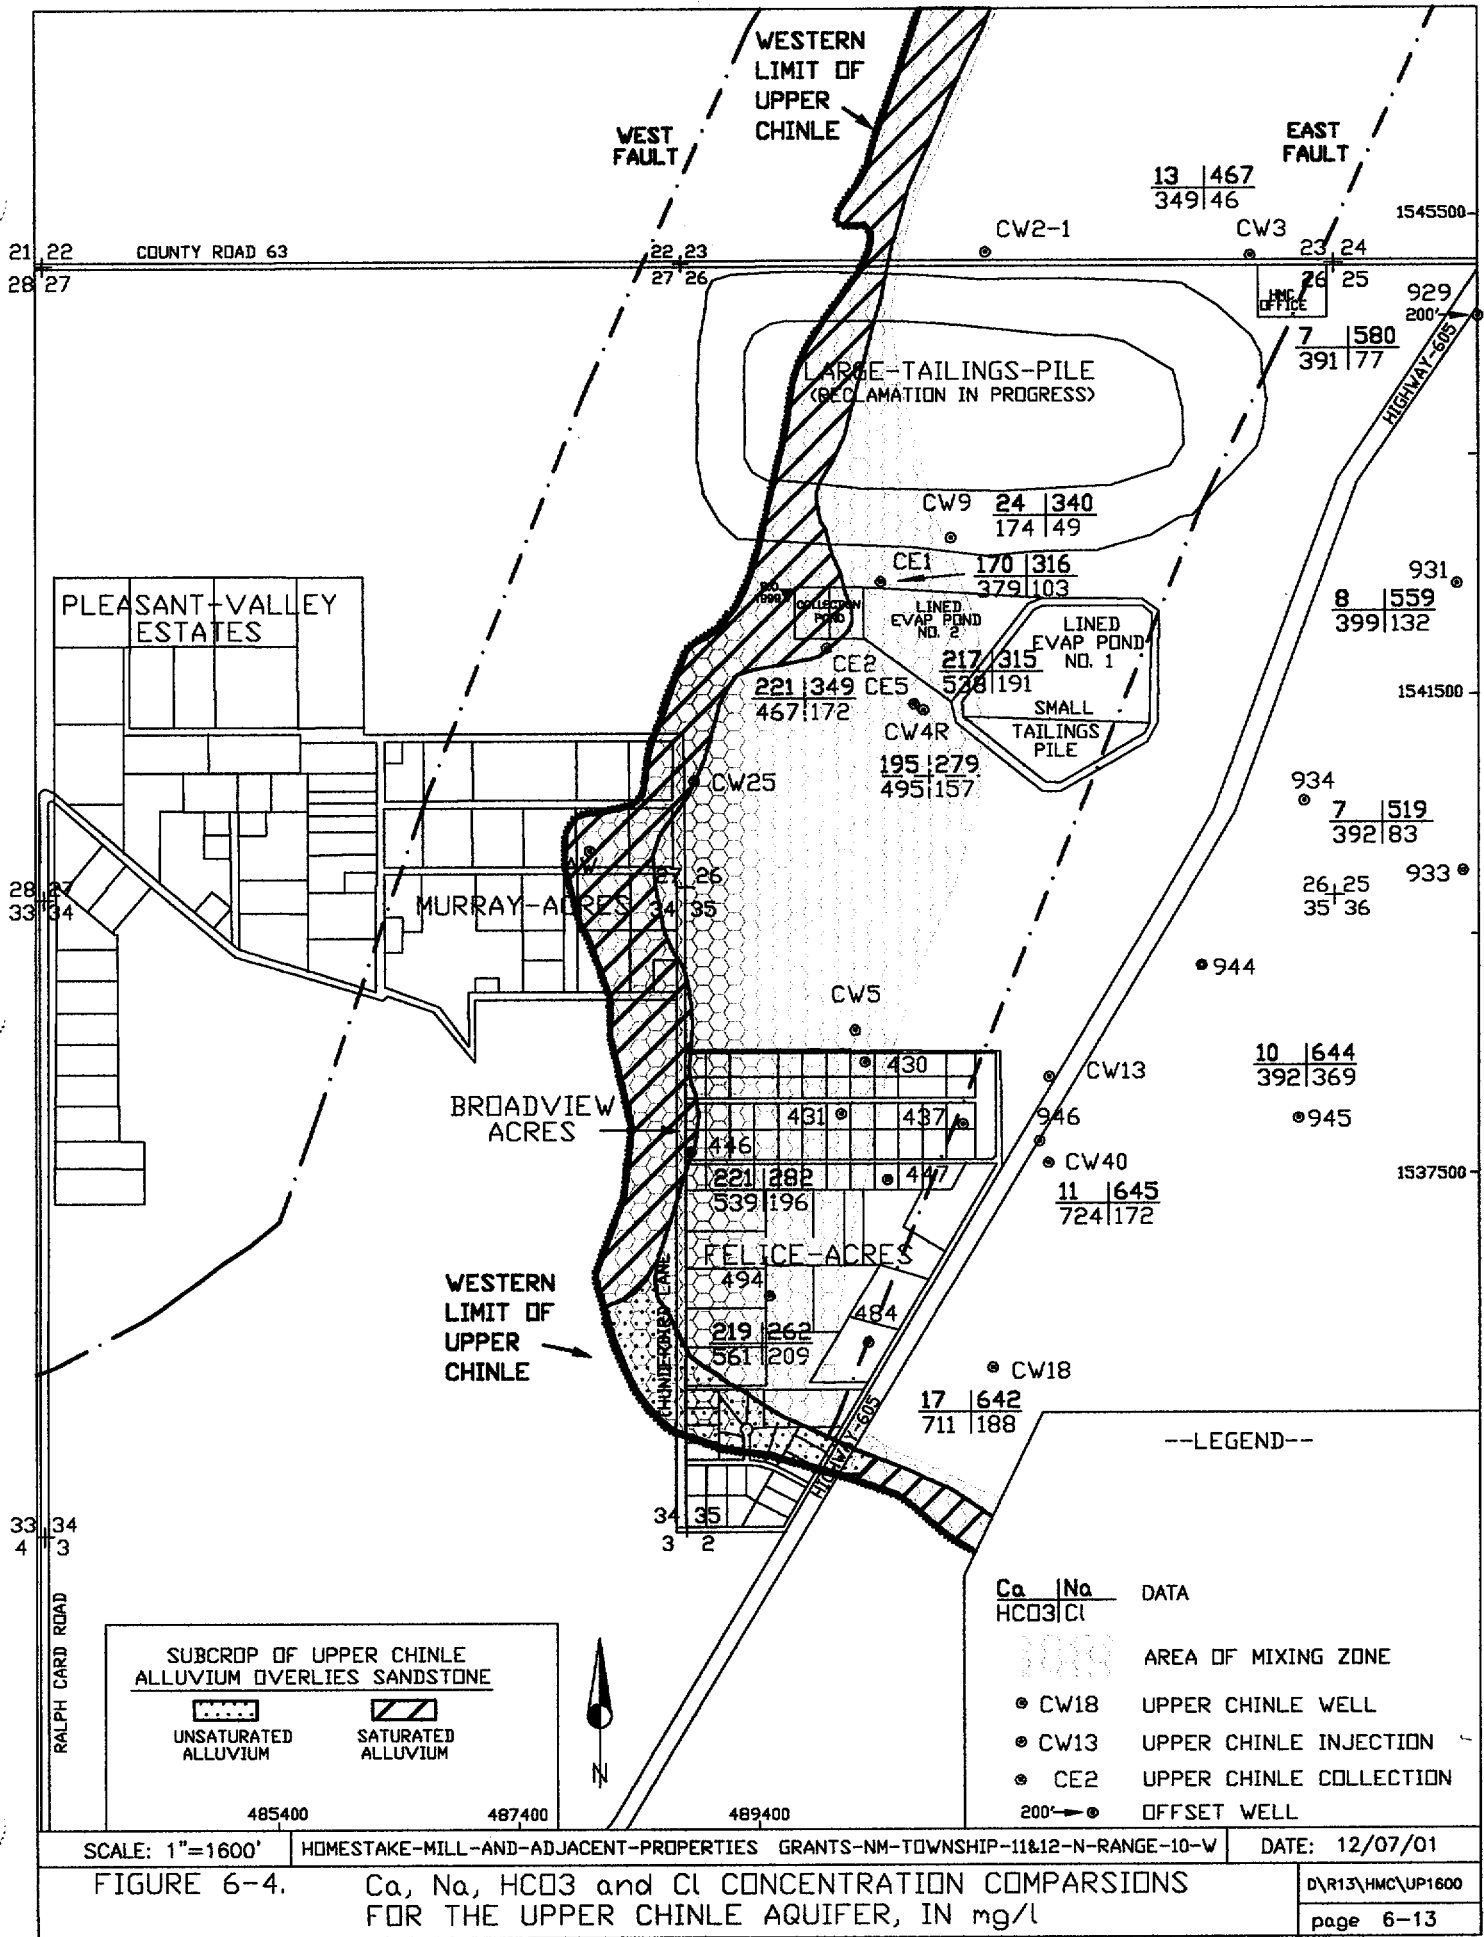 WESTERN
LIMIT OF
UPPER
CHINLE
WEST
FAULT
EAST
FAULT
13 467
349 46
1545500
CW2-1
CW3
21 22
28 27
COUNTY ROAD 63
22 23
27 26
23 24
26 25
HMC
OFFICE
929
200'
7 580
391 77
HIGHWAY-605
LARGE-TAILINGS-PILE
(RECLAMATION IN PROGRESS)
CW9
24 340
174 49
CE1
170 316
379 103
931
8 559
399 132
PLEASANT-VALLEY
ESTATES
COLLECTION
POND
LINED
EVAP POND
NO. 2
LINED
EVAP POND
NO. 1
CE2
217 315
538 191
221 349
467 172
CE5
1541500
SMALL
TAILINGS
PILE
CW4R
195 279
495 157
CW25
934
7 519
392 83
933
AW
28 27
33 34
27 26
34 35
26 25
35 36
MURRAY-ACRES
944
CW5
430
CW13
10 644
392 369
BROADVIEW
ACRES
431
437
946
945
446
447
CW40
1537500
221 282
539 196
11 645
724 172
FELICE-ACRES
WESTERN
LIMIT OF
UPPER
CHINLE
THUNDERBIRD LANE
494
484
219 262
561 209
CW18
17 642
711 188
HIGHWAY-605
--LEGEND--
33 34
4 3
34 35
3 2
Ca Na DATA
HCO3 Cl
AREA OF MIXING ZONE
CW18 UPPER CHINLE WELL
CW13 UPPER CHINLE INJECTION
CE2 UPPER CHINLE COLLECTION
200' OFFSET WELL
RALPH CARD ROAD
SUBCROP OF UPPER CHINLE
ALLUVIUM OVERLIES SANDSTONE
UNSATURATED
ALLUVIUM
SATURATED
ALLUVIUM
N
485400
487400
489400
SCALE: 1"=1600'
HOMESTAKE-MILL-AND-ADJACENT-PROPERTIES GRANTS-NM-TOWNSHIP-11&12-N-RANGE-10-W
DATE: 12/07/01
FIGURE 6-4. Ca, Na, HCO3 and Cl CONCENTRATION COMPARSIONS
FOR THE UPPER CHINLE AQUIFER, IN mg/l
D\R13\HMC\UP1600
page 6-13